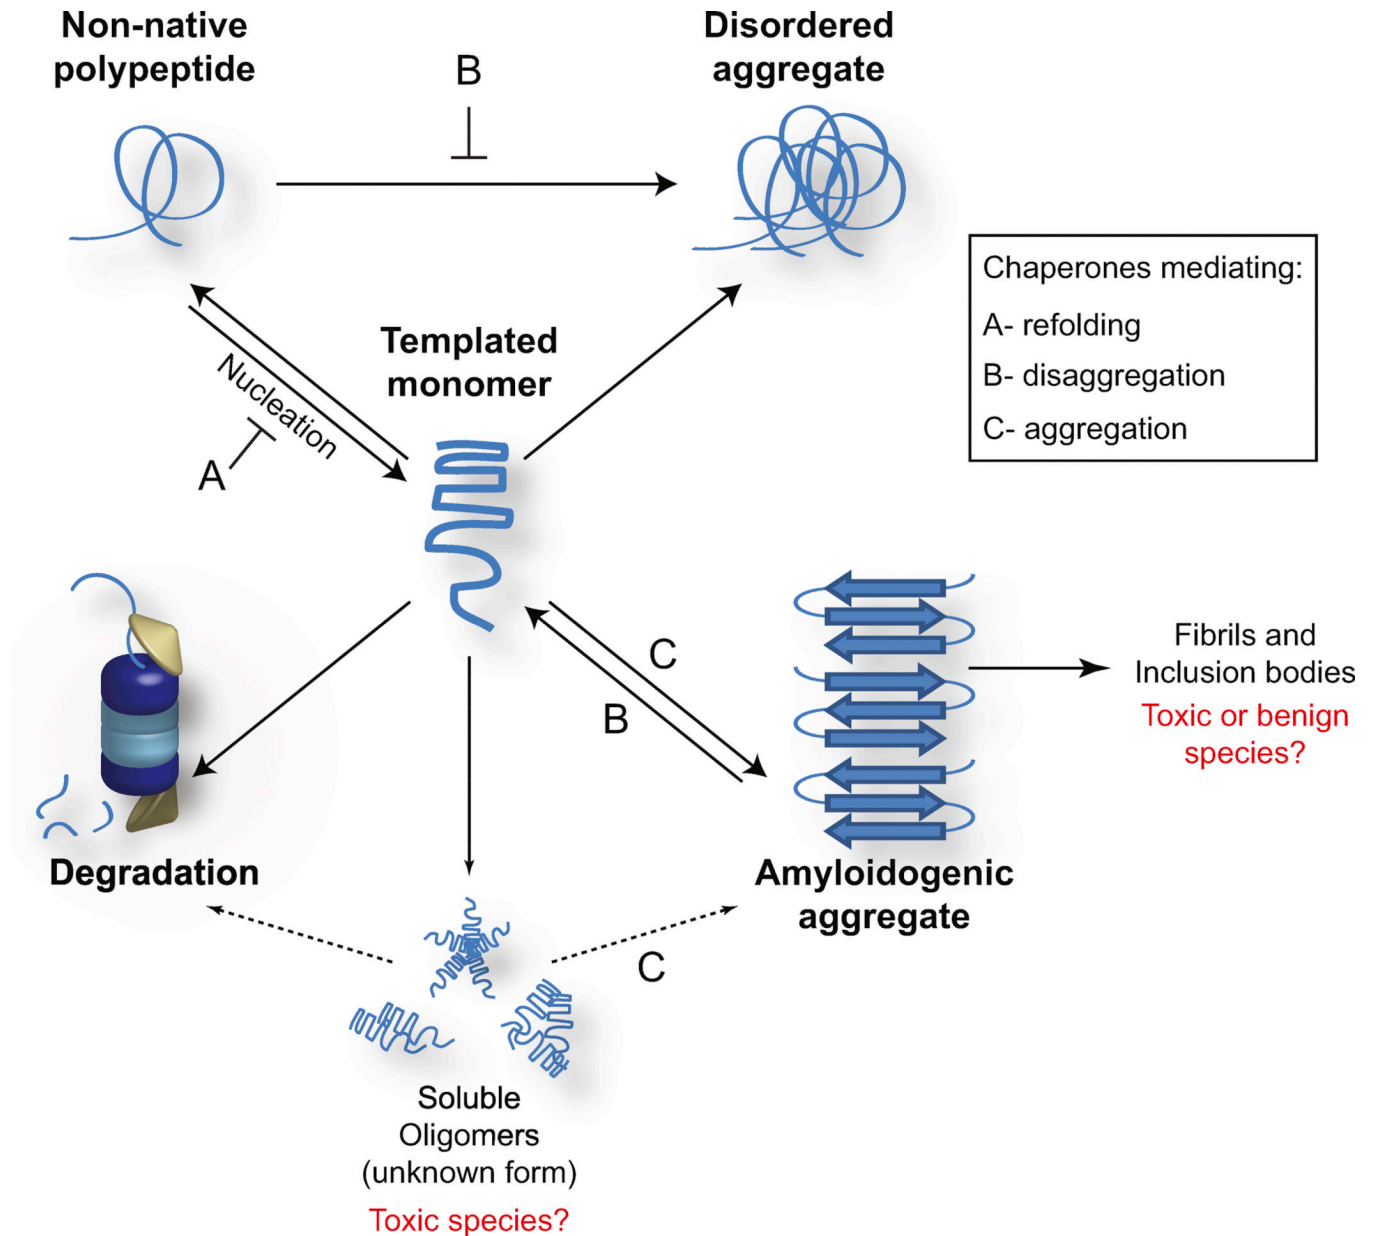 Non-native
polypeptide
B
Disordered
aggregate
Chaperones mediating:
A- refolding
B- disaggregation
C- aggregation
Templated
monomer
Nucleation
A
C
B
Fibrils and
Inclusion bodies
Toxic or benign
species?
Degradation
Amyloidogenic
aggregate
C
Soluble
Oligomers
(unknown form)
Toxic species?